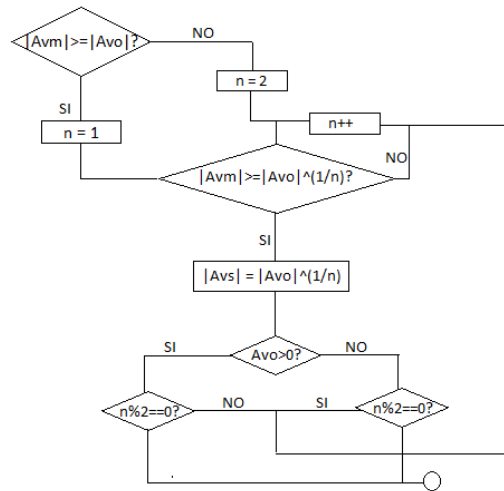 |Avm|>=|Avo|?
NO
n = 2
SI
n = 1
n++
NO
|Avm|>=|Avo|^(1/n)?
SI
|Avs| = |Avo|^(1/n)
SI
Avo>0?
NO
n%2==0?
NO
SI
n%2==0?